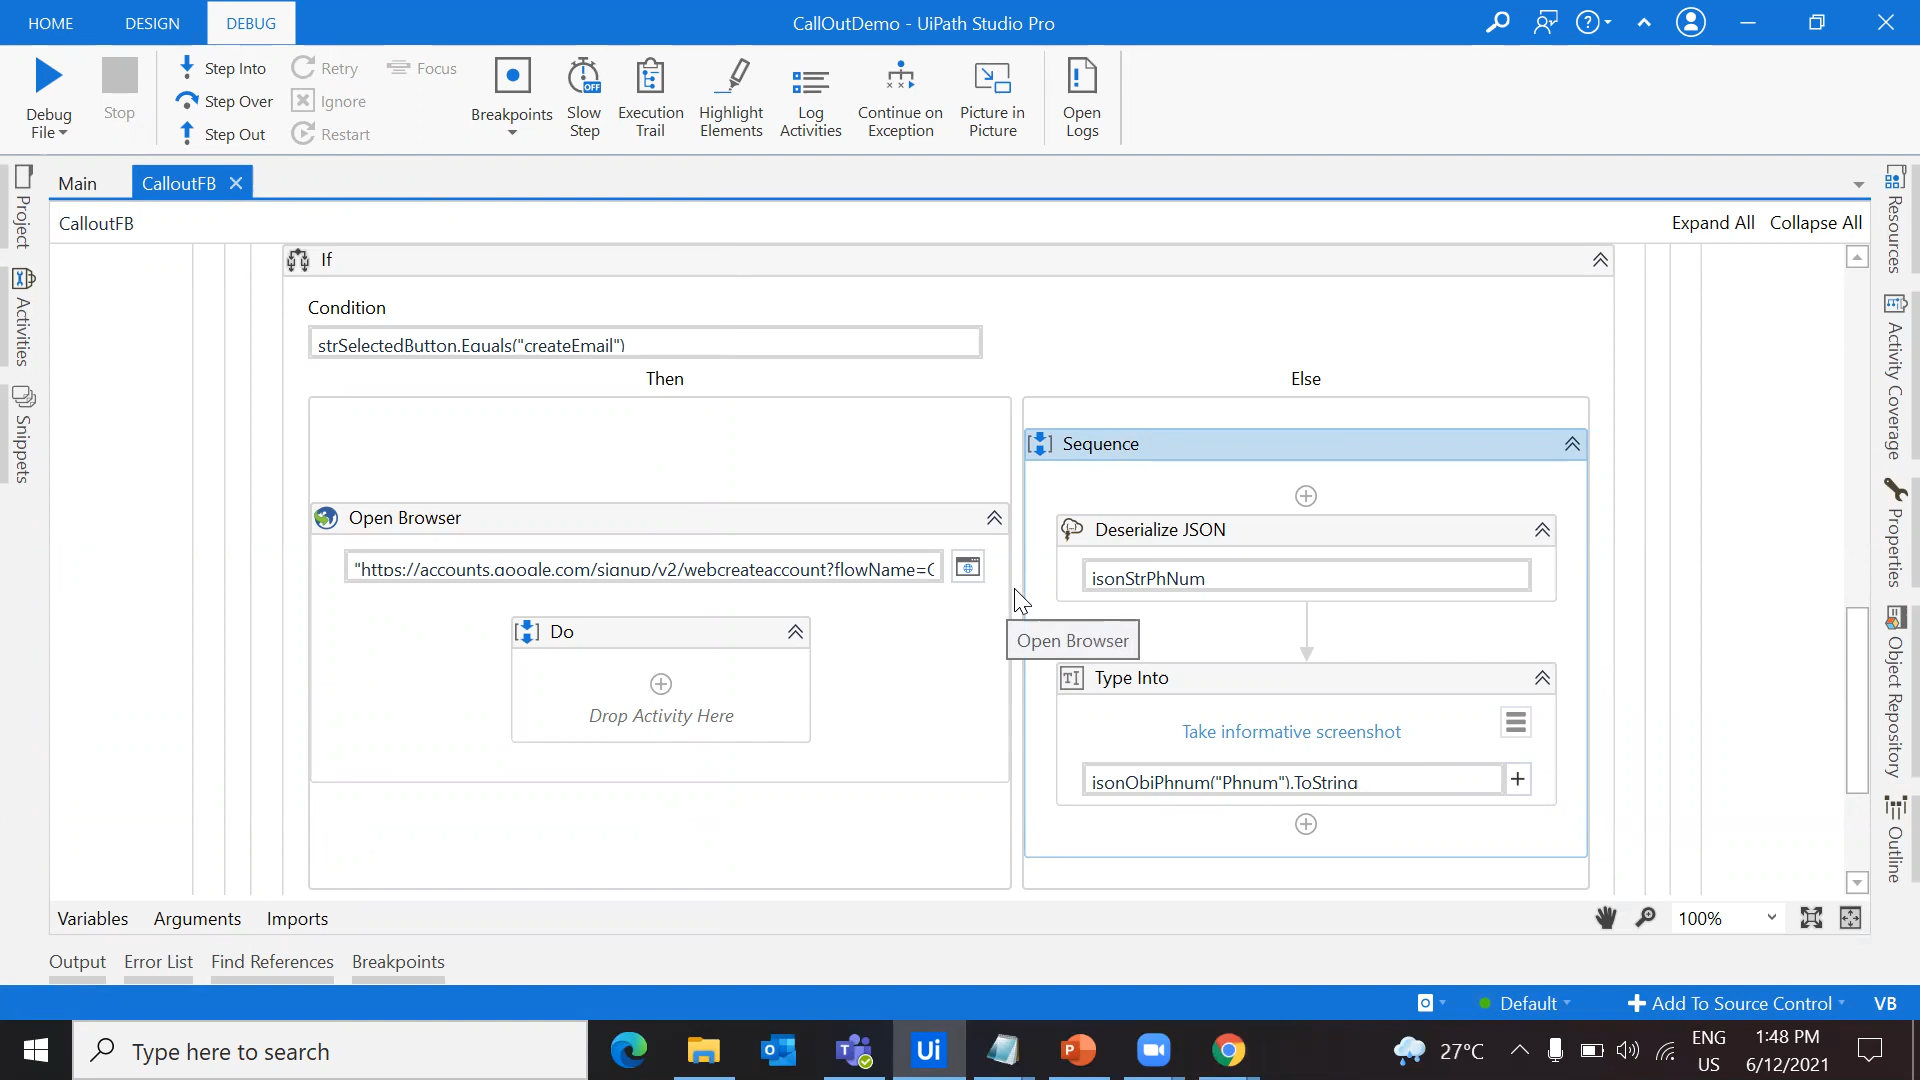 HOME DESIGN DEBUG
CallOutDemo - UiPath Studio Pro
Debug File
Stop
Step Into
Step Over
Step Out
Retry
Ignore
Restart
Focus
Breakpoints
Slow Step
OFF
Execution Trail
Highlight Elements
Log Activities
Continue on Exception
Picture in Picture
Open Logs
Project
Activities
Snippets
Main CalloutFB
CalloutFB
Expand All Collapse All
If
Condition
strSelectedButton.Equals("createEmail")
Then
Else
Open Browser
"https://accounts.google.com/signup/v2/webcreateaccount?flowName=G
Do
Drop Activity Here
Open Browser
Sequence
Deserialize JSON
jsonStrPhNum
Type Into
TI
Take informative screenshot
jsonObjPhnum("Phnum").ToString
Resources
Activity Coverage
Properties
Object Repository
Outline
Variables Arguments Imports
100%
Output Error List Find References Breakpoints
Default
Add To Source Control
VB
Type here to search
Ui
27°C
ENG
US
1:48 PM
6/12/2021